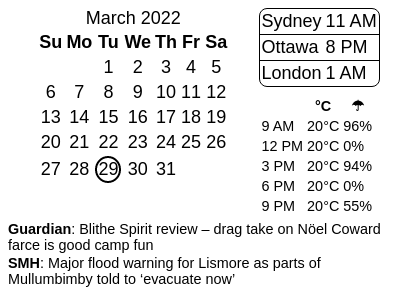 March 2022
Su Mo Tu We Th Fr Sa
1 2 3 4 5
6 7 8 9 10 11 12
13 14 15 16 17 18 19
20 21 22 23 24 25 26
27 28 29 30 31
Sydney 11 AM
Ottawa 8 PM
London 1 AM
°C ☂
9 AM 20°C 96%
12 PM 20°C 0%
3 PM 20°C 94%
6 PM 20°C 0%
9 PM 20°C 55%
Guardian: Blithe Spirit review – drag take on Nöel Coward
farce is good camp fun
SMH: Major flood warning for Lismore as parts of
Mullumbimby told to ‘evacuate now’